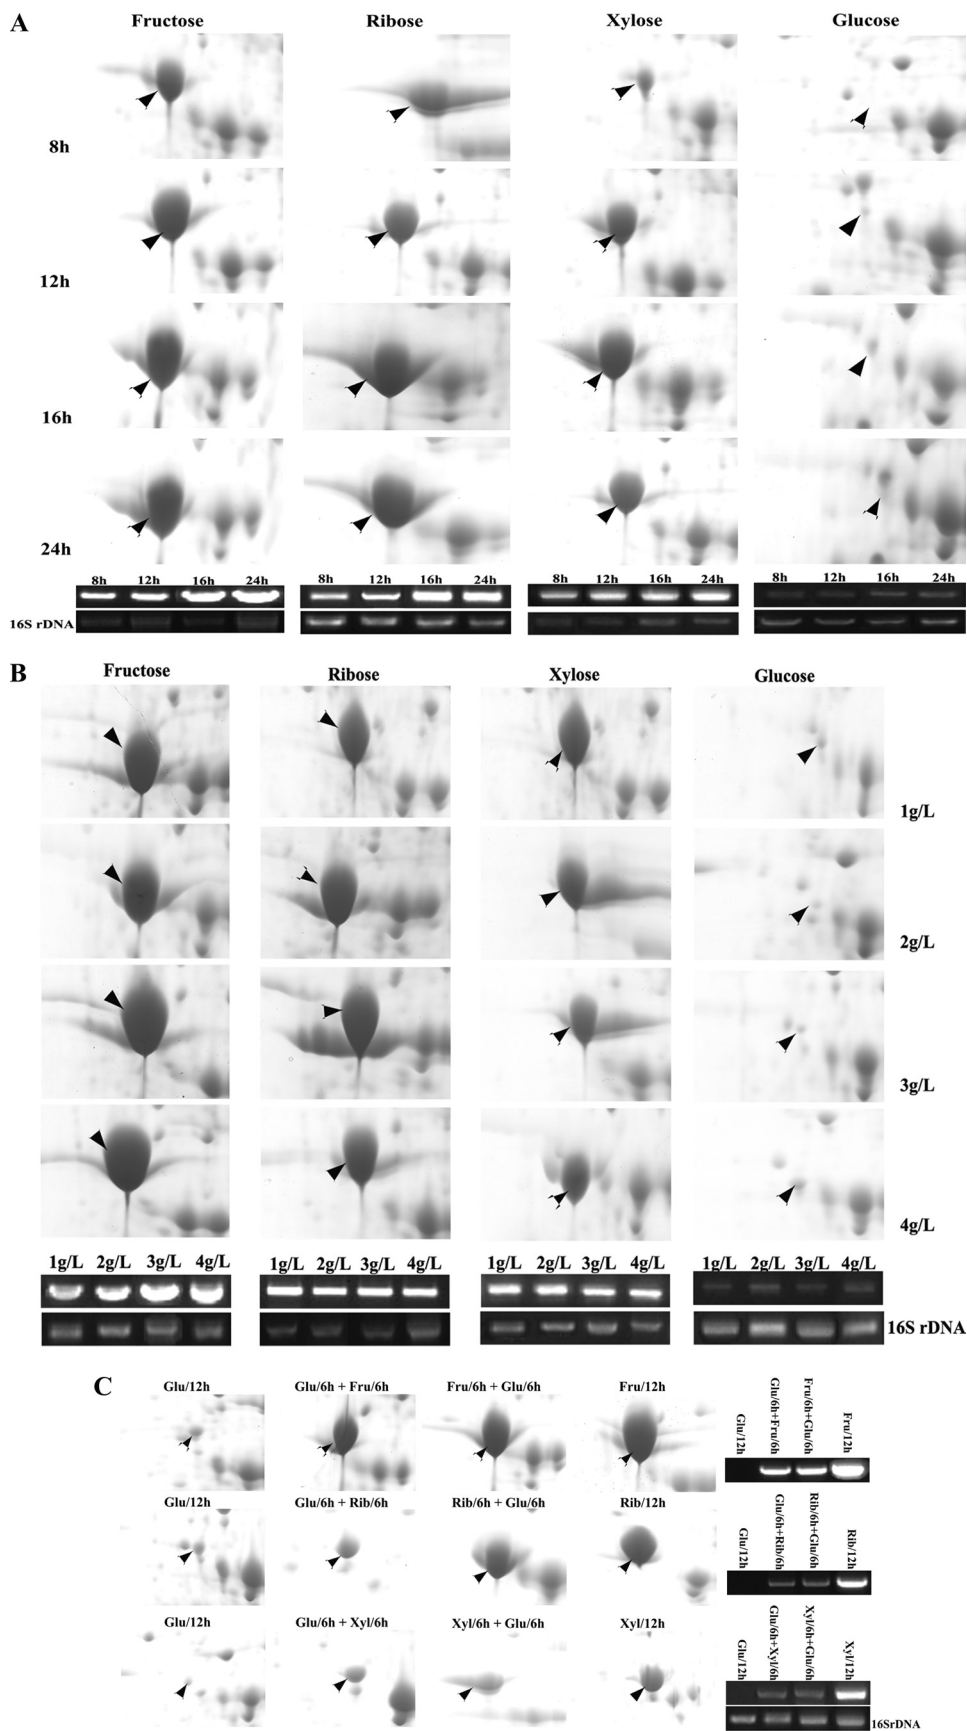 A
Fructose Ribose Xylose Glucose
8h
12h
16h
24h
8h 12h 16h 24h 8h 12h 16h 24h 8h 12h 16h 24h 8h 12h 16h 24h
16S rDNA
B
Fructose Ribose Xylose Glucose
1g/L
2g/L
3g/L
4g/L
1g/L 2g/L 3g/L 4g/L 1g/L 2g/L 3g/L 4g/L 1g/L 2g/L 3g/L 4g/L 1g/L 2g/L 3g/L 4g/L
16S rDNA
C
Glu/12h Glu/6h + Fru/6h Fru/6h + Glu/6h Fru/12h
Glu/12h Glu/6h+Fru/6h Fru/6h+Glu/6h Fru/12h
Glu/12h Glu/6h + Rib/6h Rib/6h + Glu/6h Rib/12h
Glu/12h Glu/6h+Rib/6h Rib/6h+Glu/6h Rib/12h
Glu/12h Glu/6h + Xyl/6h Xyl/6h + Glu/6h Xyl/12h
Glu/12h Glu/6h+Xyl/6h Xyl/6h+Glu/6h Xyl/12h
16SrDNA